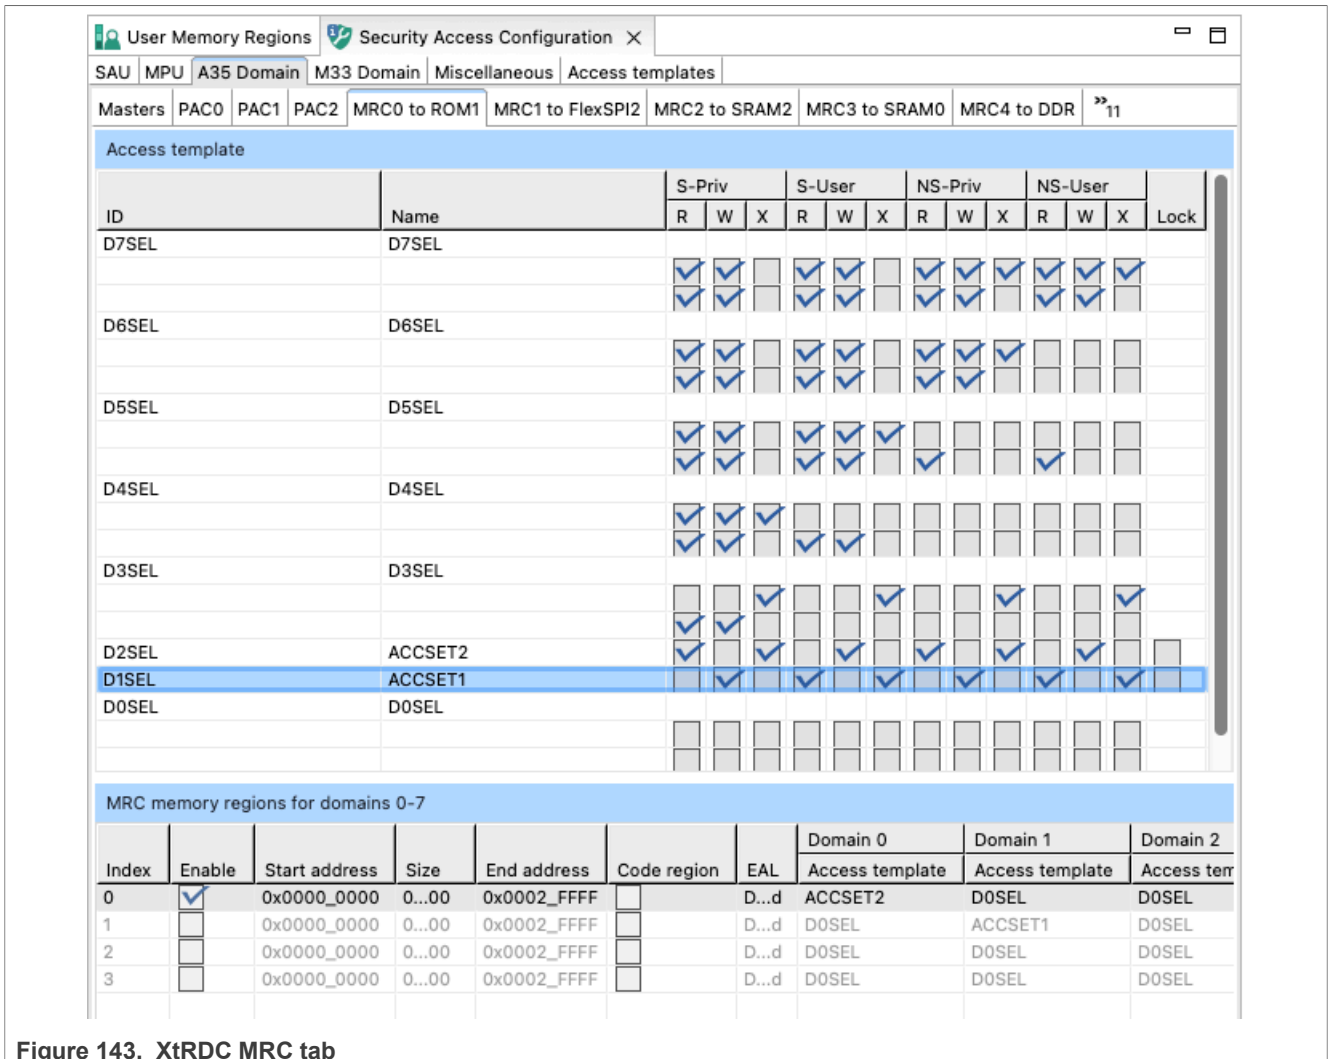 User Memory Regions Security Access Configuration
SAU MPU A35 Domain M33 Domain Miscellaneous Access templates
Masters PAC0 PAC1 PAC2 MRC0 to ROM1 MRC1 to FlexSPI2 MRC2 to SRAM2 MRC3 to SRAM0 MRC4 to DDR »11
Access template
S-Priv S-User NS-Priv NS-User
ID Name R W X R W X R W X R W X Lock
D7SEL D7SEL
D6SEL D6SEL
D5SEL D5SEL
D4SEL D4SEL
D3SEL D3SEL
D2SEL ACCSET2
D1SEL ACCSET1
D0SEL D0SEL
MRC memory regions for domains 0-7
Domain 0 Domain 1 Domain 2
Index Enable Start address Size End address Code region EAL Access template Access template Access tem
0 0x0000_0000 0...00 0x0002_FFFF D...d ACCSET2 D0SEL D0SEL
1 0x0000_0000 0...00 0x0002_FFFF D...d D0SEL ACCSET1 D0SEL
2 0x0000_0000 0...00 0x0002_FFFF D...d D0SEL D0SEL D0SEL
3 0x0000_0000 0...00 0x0002_FFFF D...d D0SEL D0SEL D0SEL
Figure 143. XtRDC MRC tab